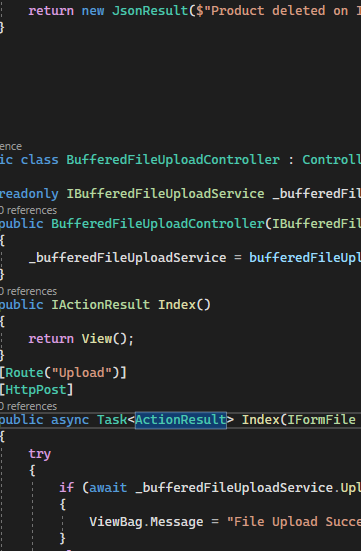 return new JsonResult($"Product deleted on I
}
ence
ic class BufferedFileUploadController : Controll
readonly IBufferedFileUploadService _bufferedFil
0 references
public BufferedFileUploadController(IBufferedFil
{
_bufferedFileUploadService = bufferedFileUpl
}
0 references
public IActionResult Index()
{
return View();
}
[Route("Upload")]
[HttpPost]
0 references
public async Task<ActionResult> Index(IFormFile
{
try
{
if (await _bufferedFileUploadService.Upl
{
ViewBag.Message = "File Upload Succe
}